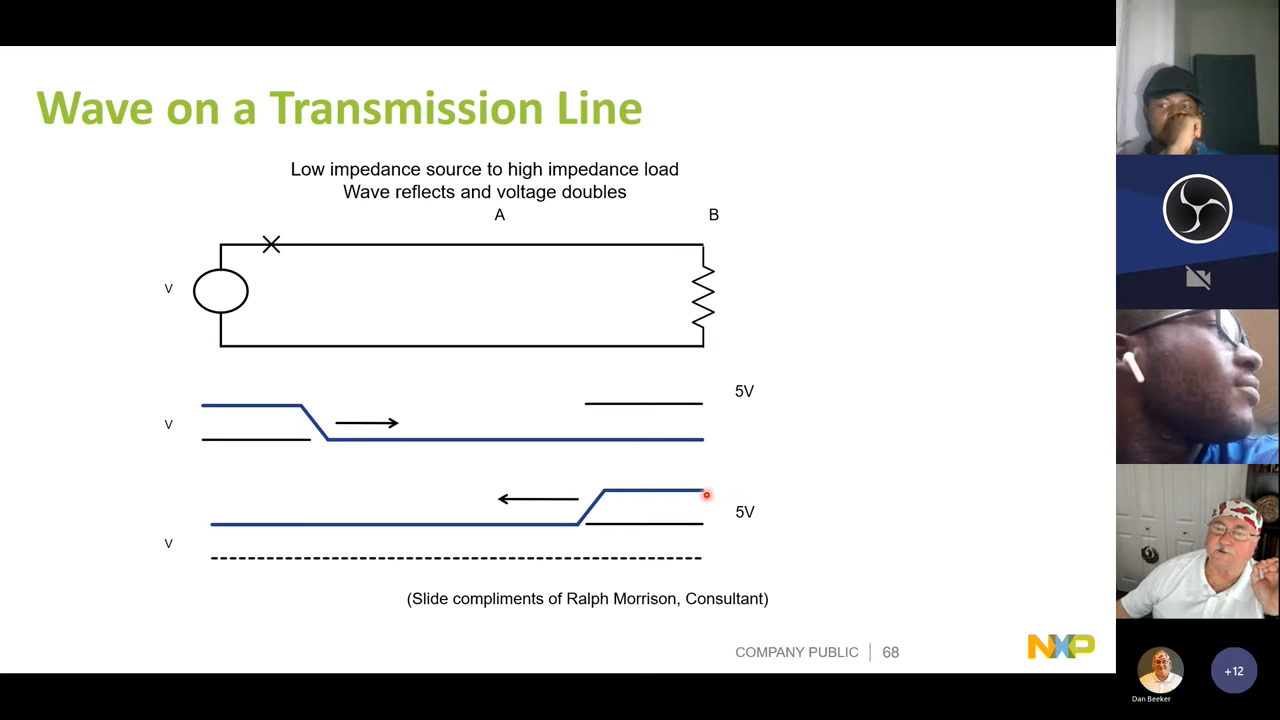 Wave on a Transmission Line
Low impedance source to high impedance load
Wave reflects and voltage doubles
A
B
V
5V
V
5V
V
(Slide compliments of Ralph Morrison, Consultant)
COMPANY PUBLIC | 68
NXP
+12
Dan Beeker